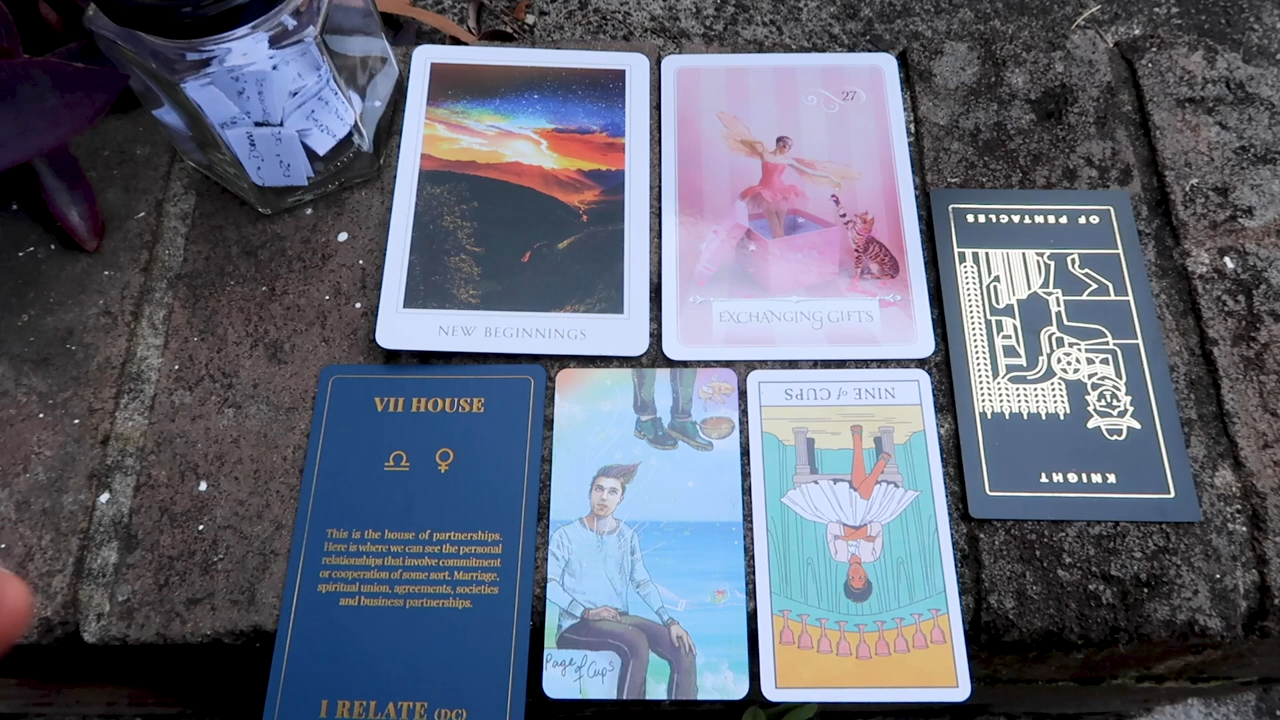 NEW BEGINNINGS
27
EXCHANGING GIFTS
OF PENTACLES
KNIGHT
VII HOUSE
This is the house of partnerships.
Here is where we can see the personal
relationships that involve commitment
or cooperation of some sort. Marriage,
spiritual union, agreements, societies
and business partnerships.
I RELATE (DC)
Page of Cups
NINE of CUPS